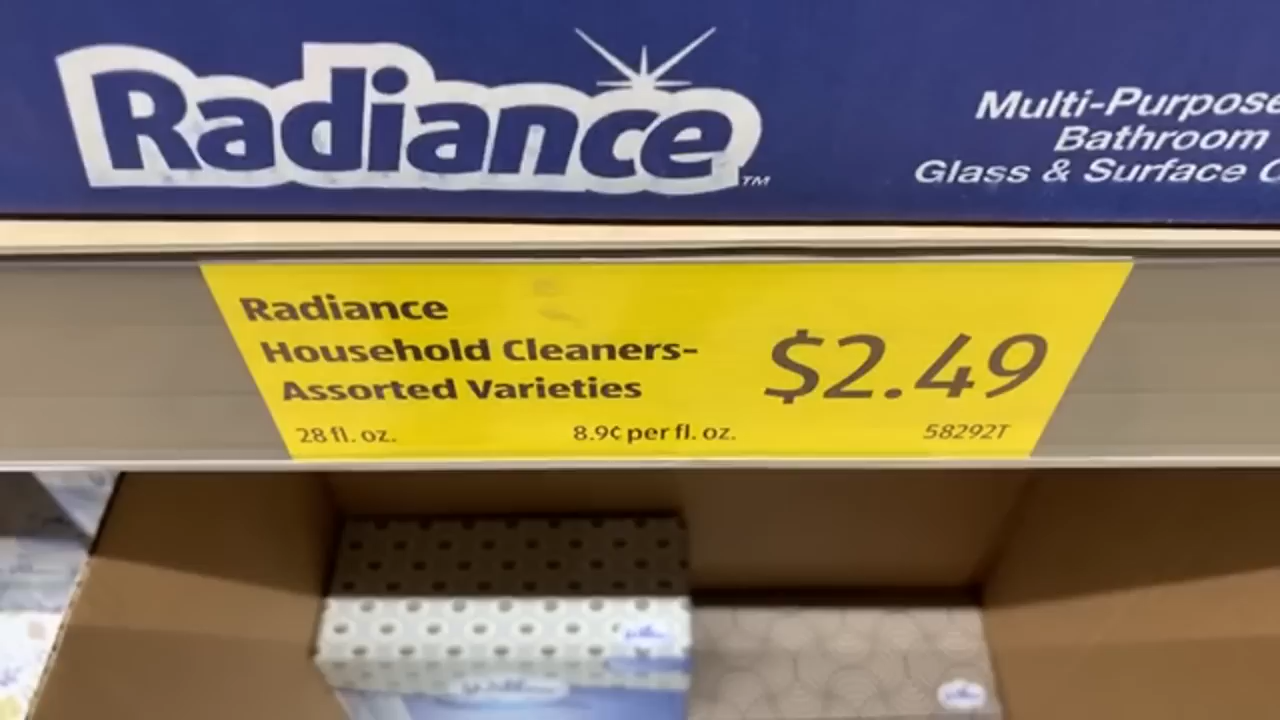 Radiance™
Multi-Purpose
Bathroom
Glass & Surface
Radiance
Household Cleaners-
Assorted Varieties
$2.49
28 fl. oz.
8.9¢ per fl. oz.
58292T